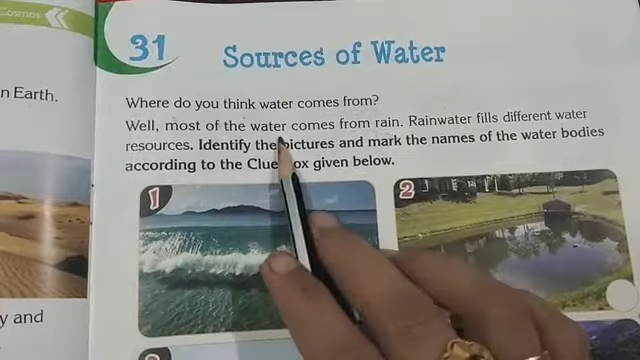 Cosmos
31
Sources of Water
n Earth.
Where do you think water comes from?
Well, most of the water comes from rain. Rainwater fills different water
resources. Identify the pictures and mark the names of the water bodies
according to the Clue ox given below.
1
2
y and